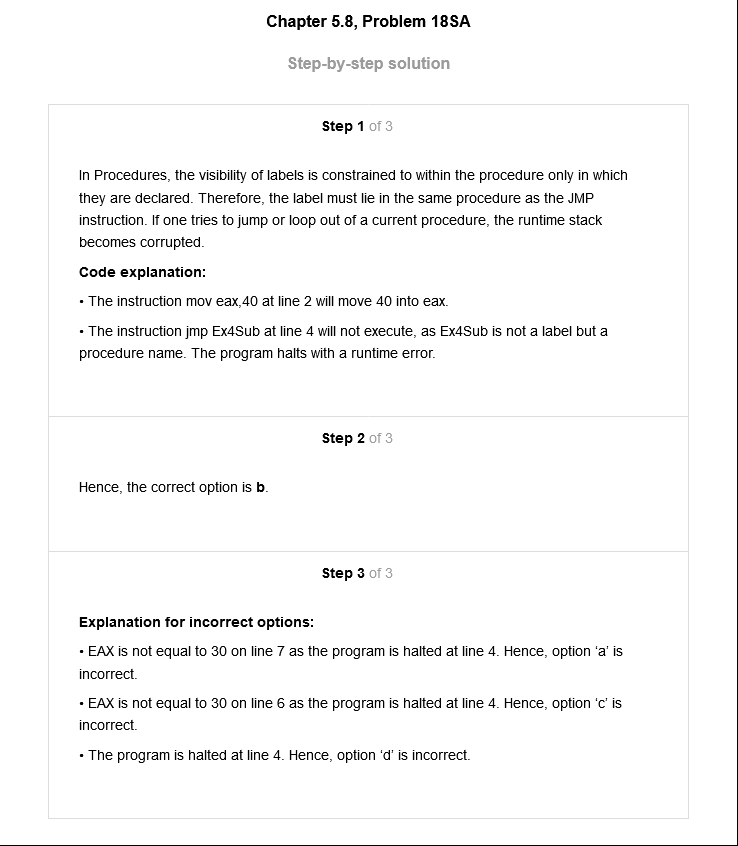 Chapter 5.8, Problem 18SA
Step-by-step solution
Step 1 of 3
In Procedures, the visibility of labels is constrained to within the procedure only in which
they are declared. Therefore, the label must lie in the same procedure as the JMP
instruction. If one tries to jump or loop out of a current procedure, the runtime stack
becomes corrupted.
Code explanation:
• The instruction mov eax,40 at line 2 will move 40 into eax.
• The instruction jmp Ex4Sub at line 4 will not execute, as Ex4Sub is not a label but a
procedure name. The program halts with a runtime error.
Step 2 of 3
Hence, the correct option is b.
Step 3 of 3
Explanation for incorrect options:
• EAX is not equal to 30 on line 7 as the program is halted at line 4. Hence, option ‘a’ is
incorrect.
• EAX is not equal to 30 on line 6 as the program is halted at line 4. Hence, option ‘c’ is
incorrect.
• The program is halted at line 4. Hence, option ‘d’ is incorrect.